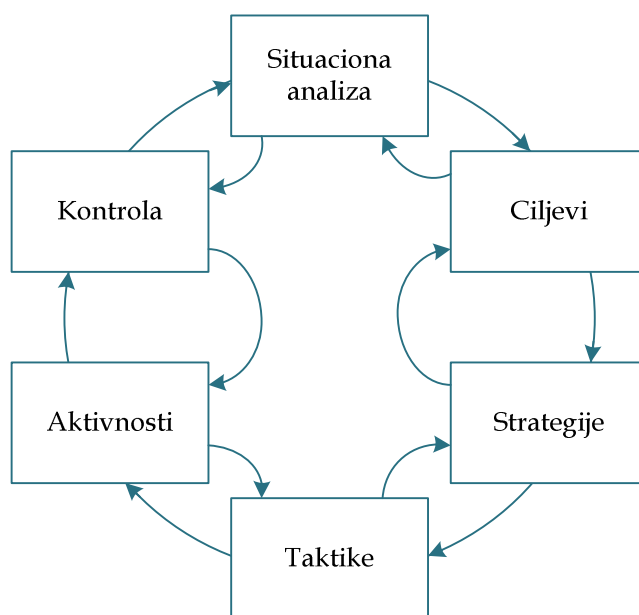 Situaciona
analiza
Kontrola
Ciljevi
Aktivnosti
Strategije
Taktike